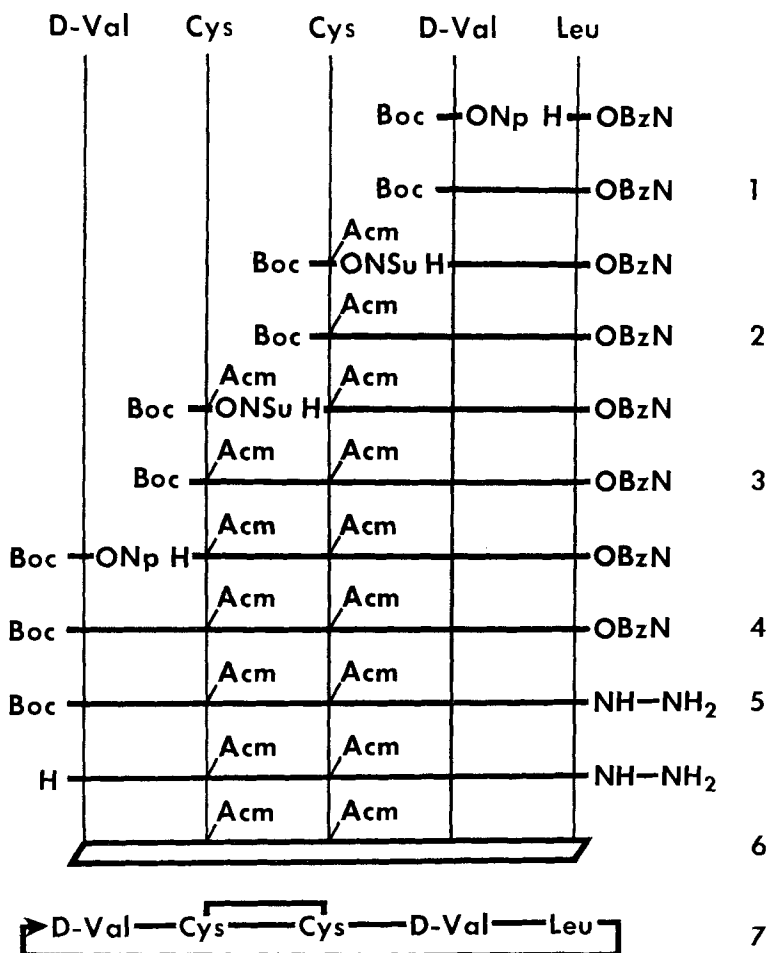 D-Val Cys Cys D-Val Leu
Boc ONp H OBzN
Boc OBzN 1
Acm
Boc ONSu H OBzN
Acm
Boc OBzN 2
Acm Acm
Boc ONSu H OBzN
Acm Acm
Boc OBzN 3
Acm Acm
Boc ONp H OBzN
Acm Acm
Boc OBzN 4
Acm Acm
Boc NH—NH₂ 5
Acm Acm
H NH—NH₂
Acm Acm
6
D-Val—Cys—Cys—D-Val—Leu 7